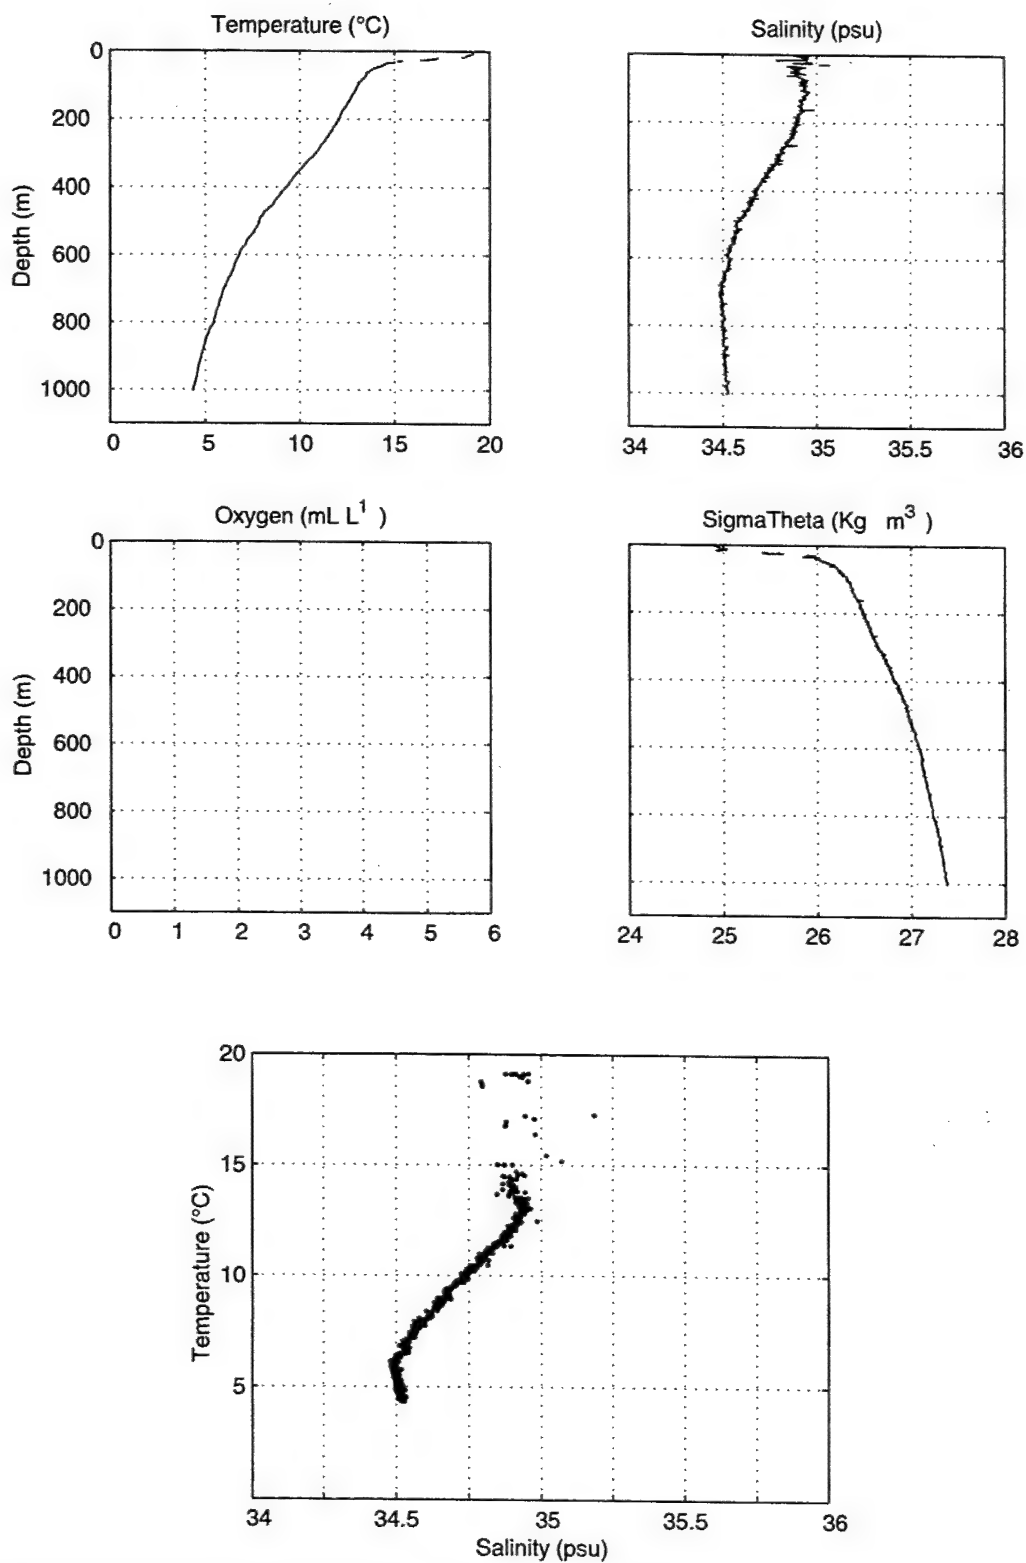 Temperature (°C)
0
200
400
600
800
1000
Depth (m)
0 5 10 15 20
Salinity (psu)
34 34.5 35 35.5 36
Oxygen (mL L1 )
0
200
400
600
800
1000
Depth (m)
0 1 2 3 4 5 6
SigmaTheta (Kg m3 )
24 25 26 27 28
20
15
10
5
Temperature (°C)
34 34.5 35 35.5 36
Salinity (psu)